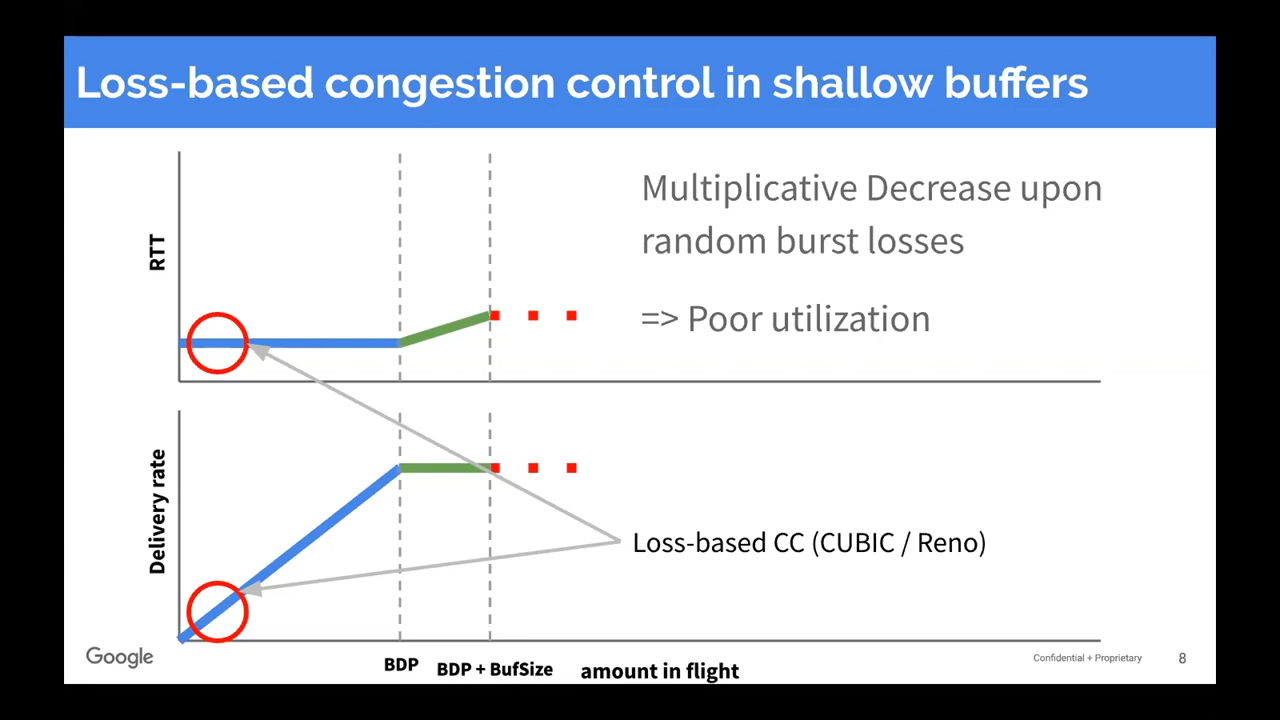 Loss-based congestion control in shallow buffers
Multiplicative Decrease upon
random burst losses
=> Poor utilization
RTT
Delivery rate
Loss-based CC (CUBIC / Reno)
BDP
BDP + BufSize
amount in flight
Google
Confidential + Proprietary
8